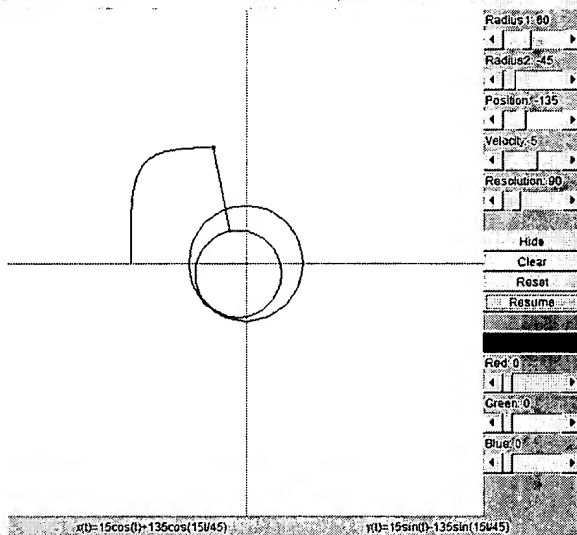 Radius1: 60
Radius2: -45
Position: -135
Velocity: 5
Resolution: 90
Hide
Clear
Reset
Resume
Red: 0
Green: 0
Blue: 0
x(t)=15cos(t)+135cos(15t/45)
y(t)=15sin(t)-135sin(15t/45)